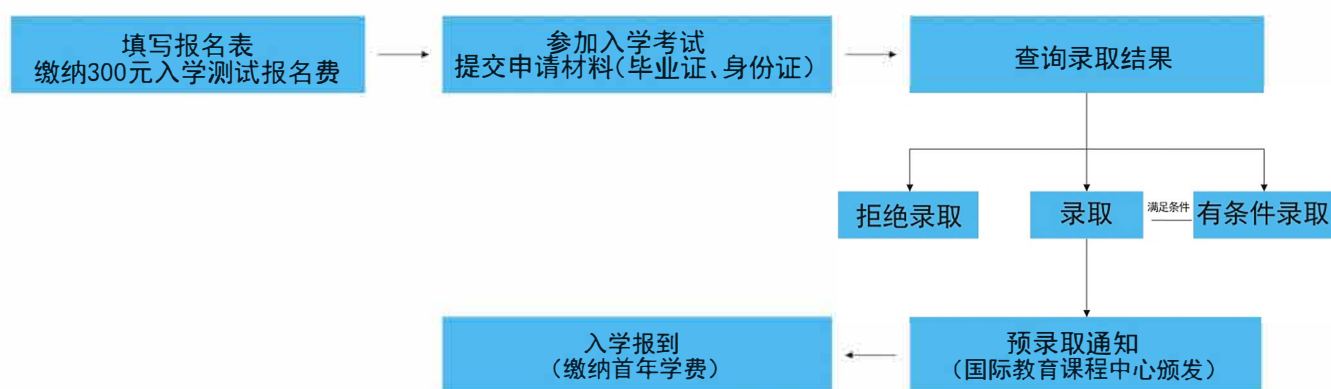 填写报名表
缴纳300元入学测试报名费
参加入学考试
提交申请材料（毕业证、身份证）
查询录取结果
拒绝录取
录取
满足条件
有条件录取
预录取通知
（国际教育课程中心颁发）
入学报到
（缴纳首年学费）